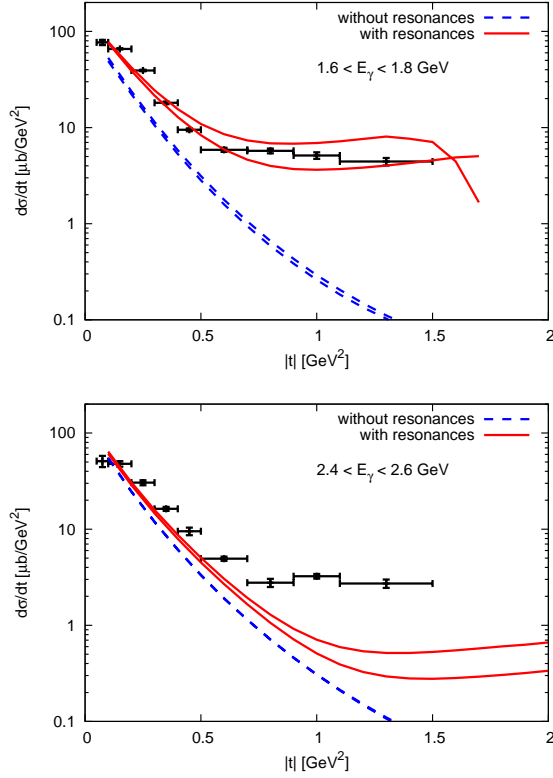 100
10
1
0.1
dσ/dt [μb/GeV²]
without resonances
with resonances
1.6 < E_γ < 1.8 GeV
0 0.5 1 1.5 2
|t| [GeV²]
100
10
1
0.1
dσ/dt [μb/GeV²]
without resonances
with resonances
2.4 < E_γ < 2.6 GeV
0 0.5 1 1.5 2
|t| [GeV²]